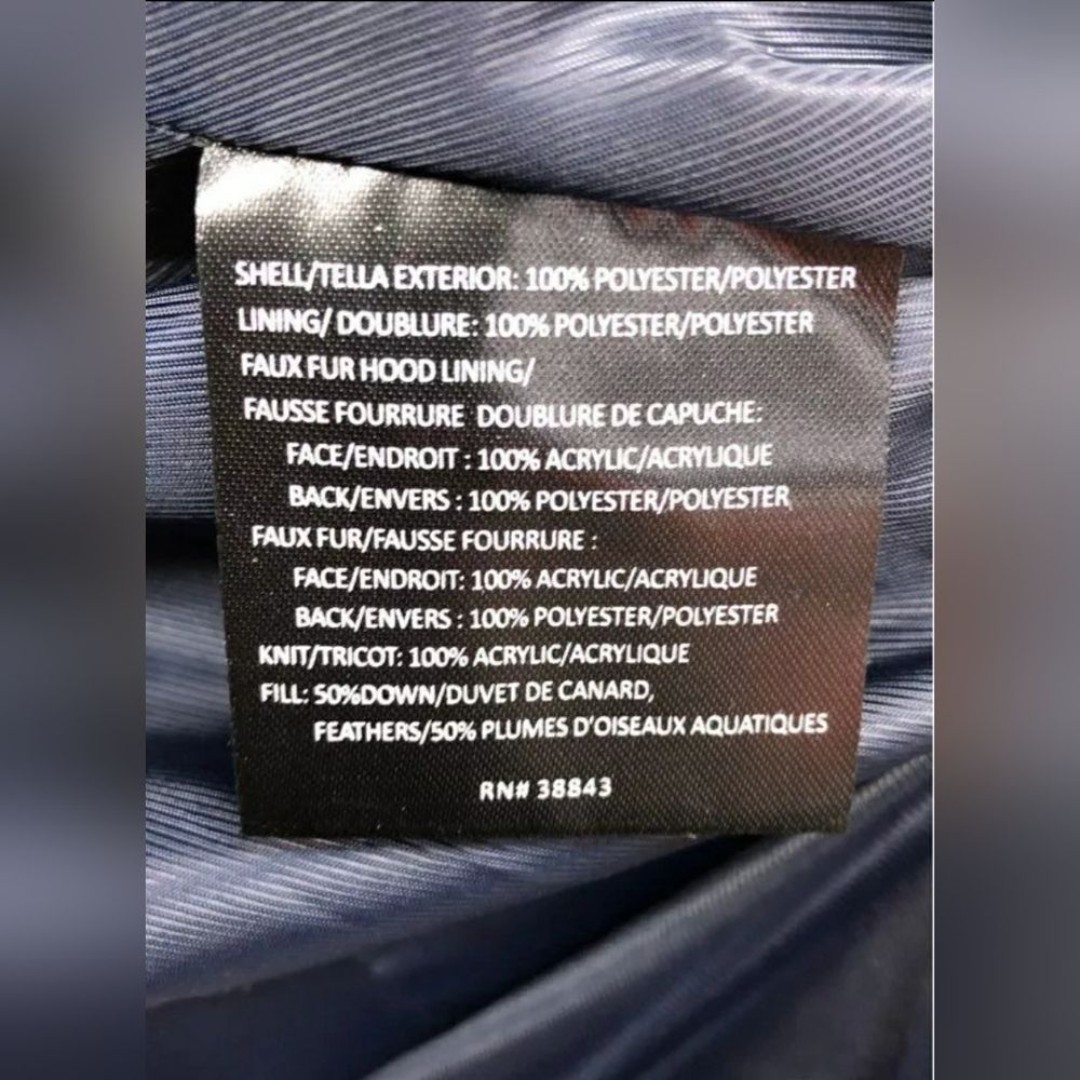 SHELL/TELLA EXTERIOR: 100% POLYESTER/POLYESTER
LINING/ DOUBLURE: 100% POLYESTER/POLYESTER
FAUX FUR HOOD LINING/
FAUSSE FOURRURE DOUBLURE DE CAPUCHE:
FACE/ENDROIT : 100% ACRYLIC/ACRYLIQUE
BACK/ENVERS : 100% POLYESTER/POLYESTER
FAUX FUR/FAUSSE FOURRURE :
FACE/ENDROIT: 100% ACRYLIC/ACRYLIQUE
BACK/ENVERS : 100% POLYESTER/POLYESTER
KNIT/TRICOT: 100% ACRYLIC/ACRYLIQUE
FILL: 50%DOWN/DUVET DE CANARD,
FEATHERS/50% PLUMES D'OISEAUX AQUATIQUES
RN# 38843